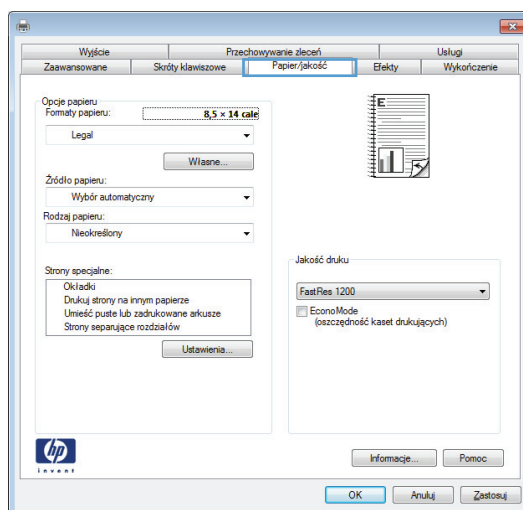 Wyjście
Przechowywanie zleceń
Usługi
Zaawansowane
Skróty klawiszowe
Papier/jakość
Efekty
Wykończenie
Opcje papieru
Formaty papieru:
8,5 × 14 cale
Legal
Własne...
Źródło papieru:
Wybór automatyczny
Rodzaj papieru:
Nieokreślony
Strony specjalne:
Okładki
Drukuj strony na innym papierze
Umieść puste lub zadrukowane arkusze
Strony separujące rozdziałów
Ustawienia...
E
Jakość druku
FastRes 1200
EconoMode
(oszczędność kaset drukujących)
hp
invent
Informacje...
Pomoc
OK
Anuluj
Zastosuj